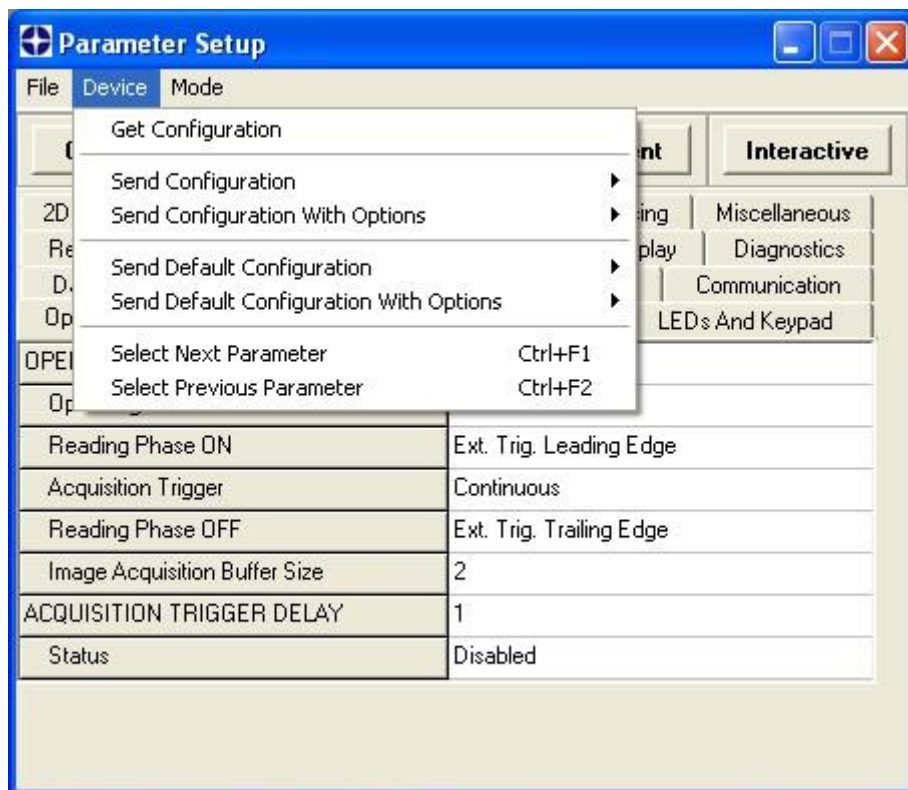 Parameter Setup
File Device Mode
Get Configuration
Interactive
Send Configuration
2D Miscellaneous
Send Configuration With Options
Send Default Configuration
Diagnostics
Send Default Configuration With Options
Communication
LEDs And Keypad
Select Next Parameter Ctrl+F1
Select Previous Parameter Ctrl+F2
Reading Phase ON Ext. Trig. Leading Edge
Acquisition Trigger Continuous
Reading Phase OFF Ext. Trig. Trailing Edge
Image Acquisition Buffer Size 2
ACQUISITION TRIGGER DELAY 1
Status Disabled